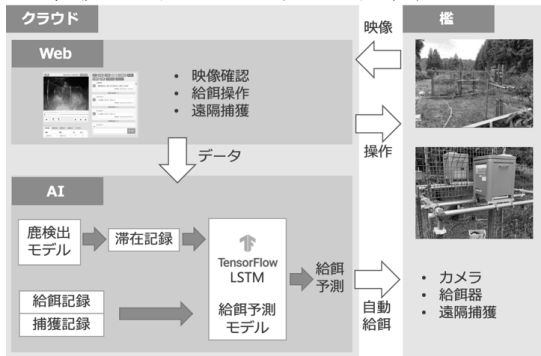 クラウド
Web
・ 映像確認
・ 給餌操作
・ 遠隔捕獲
データ
AI
鹿検出
モデル
滞在記録
給餌記録
捕獲記録
TensorFlow
LSTM
給餌予測
モデル
給餌
予測
映像
操作
自動
給餌
檻
・ カメラ
・ 給餌器
・ 遠隔捕獲